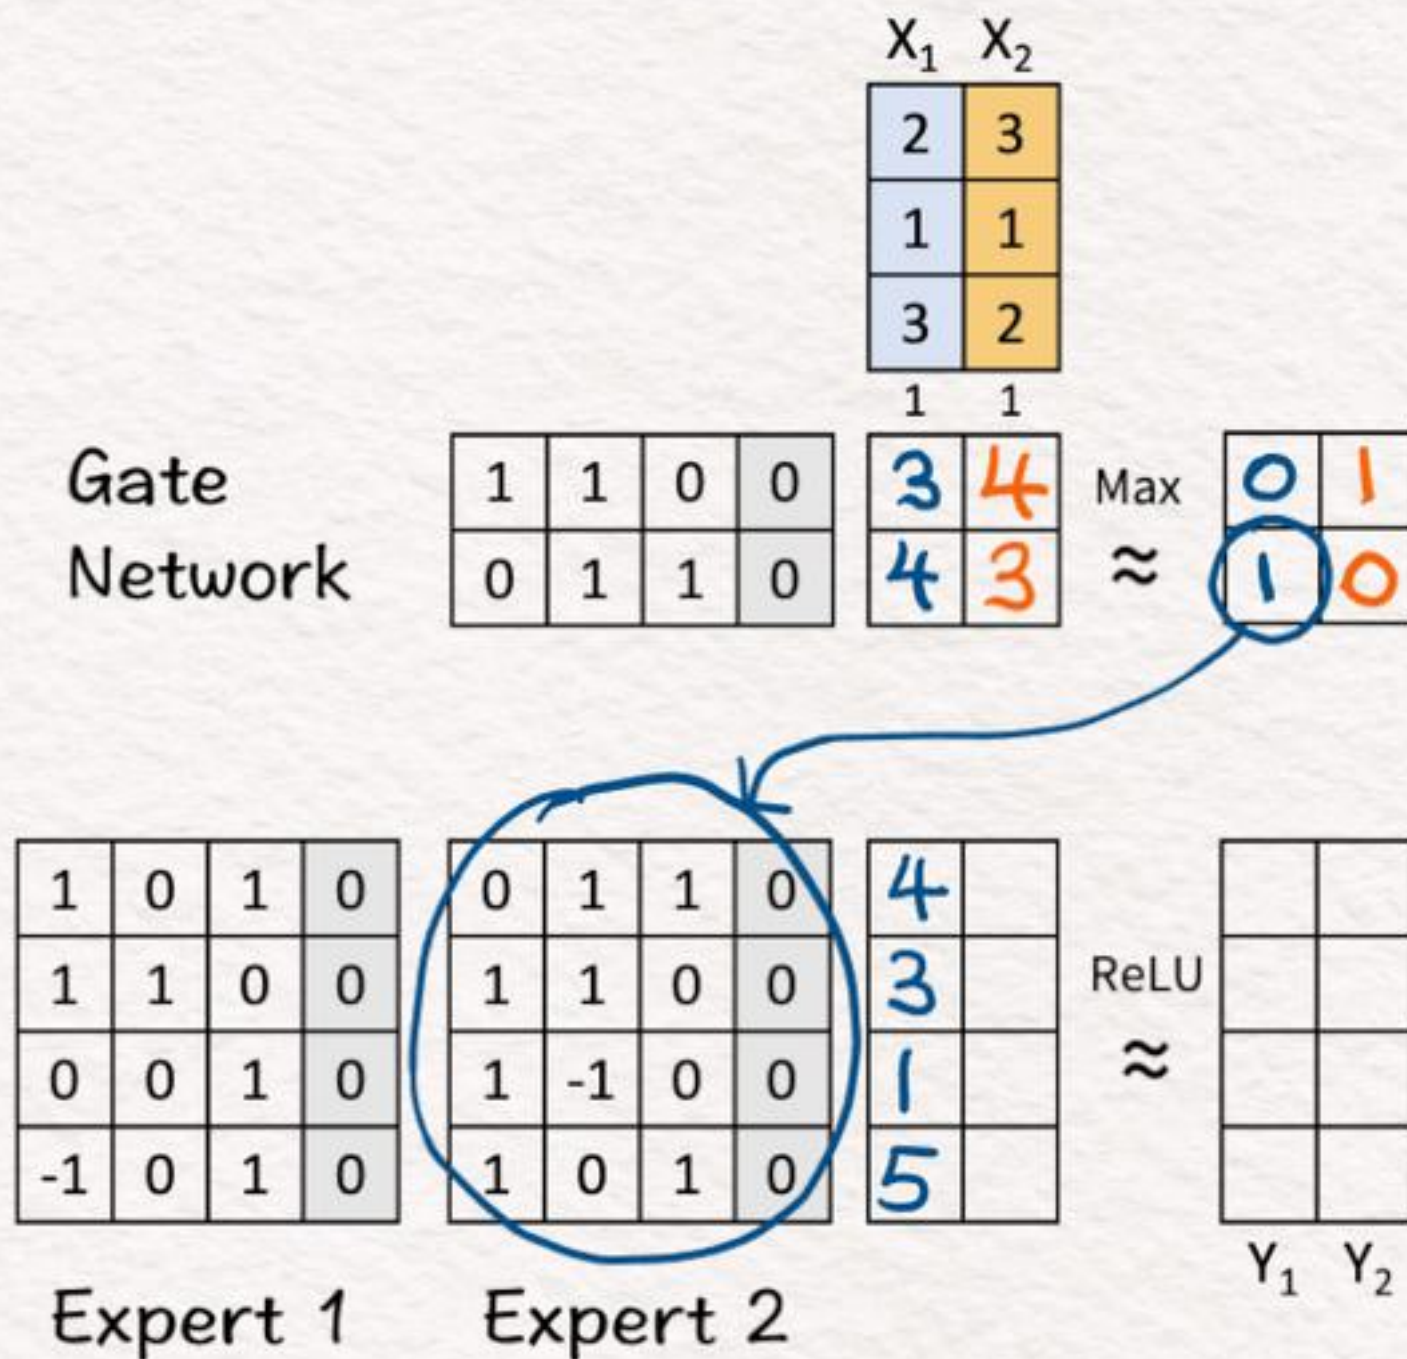 X₁ X₂
2 3
1 1
3 2
1 1
Gate 1 1 0 0 3 4 Max 0 1
Network 0 1 1 0 4 3 ≈ 1 0
1 0 1 0 0 1 1 0 4
1 1 0 0 1 1 0 0 3 ReLU
0 0 1 0 1 -1 0 0 1 ≈
-1 0 1 0 1 0 1 0 5
Y₁ Y₂
Expert 1 Expert 2